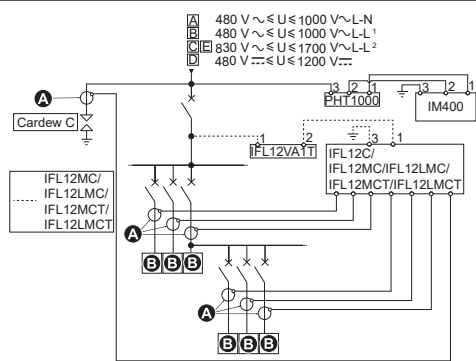 A 480 V ~ ≤ U ≤ 1000 V~L-N
B 480 V ~ ≤ U ≤ 1000 V~L-L 1
C E 830 V ~ ≤ U ≤ 1700 V~L-L 2
D 480 V ⎓ ≤ U ≤ 1200 V⎓
A
3 2 1
PHT1000
3 2 1
IM400
Cardew C
1 2
IFL12VA1T
3 1
IFL12C/
IFL12MC/IFL12LMC/
IFL12MCT/IFL12LMCT
IFL12MC/
IFL12LMC/
IFL12MCT/
IFL12LMCT
A
B B B
A
B B B